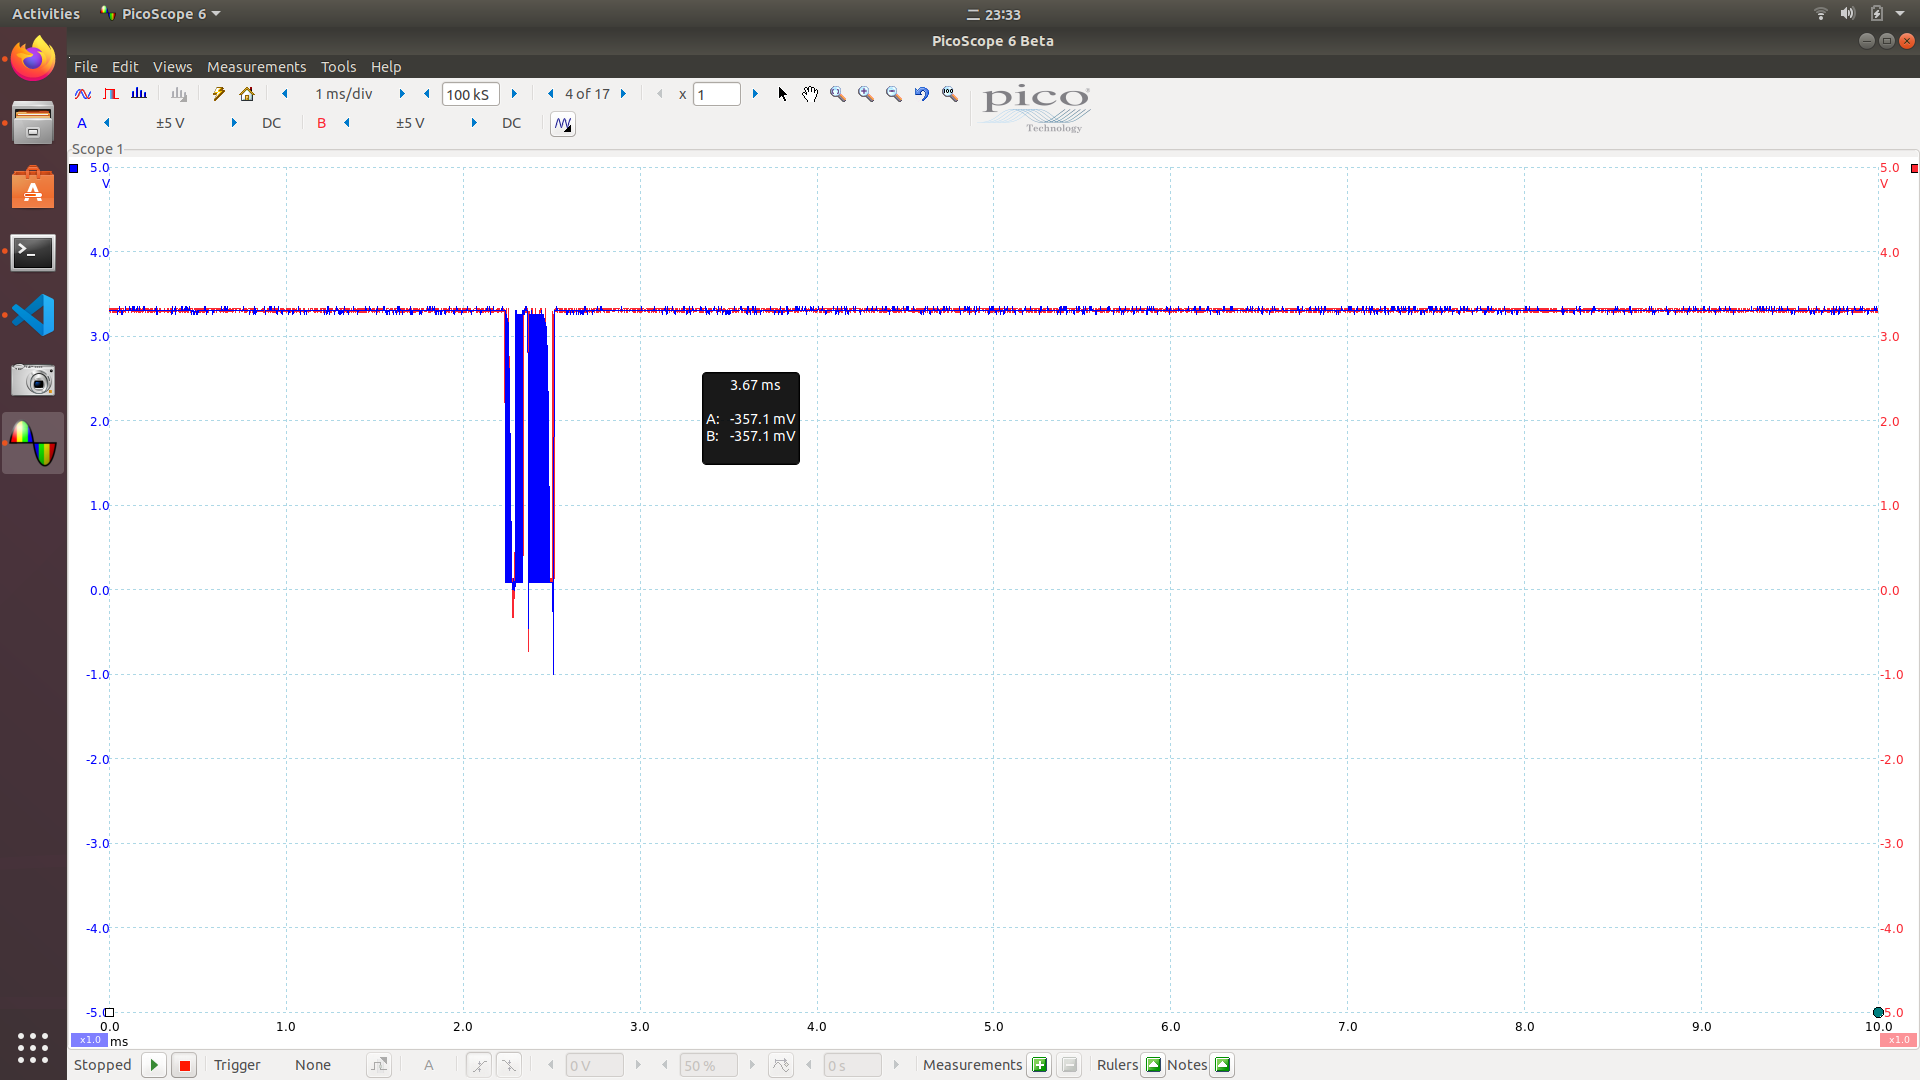 Activities PicoScope 6 二 23:33
PicoScope 6 Beta
File Edit Views Measurements Tools Help
1 ms/div 100 kS 4 of 17 x 1
pico
Technology
A ±5 V DC B ±5 V DC
Scope 1
5.0 5.0
V V
4.0 4.0
3.0 3.0
3.67 ms
A: -357.1 mV
B: -357.1 mV
2.0 2.0
1.0 1.0
0.0 0.0
-1.0 -1.0
-2.0 -2.0
-3.0 -3.0
-4.0 -4.0
-5.0 5.0
0.0 1.0 2.0 3.0 4.0 5.0 6.0 7.0 8.0 9.0 10.0
x1.0 ms x1.0
Stopped Trigger None A 0 V 50 % 0 s Measurements Rulers Notes